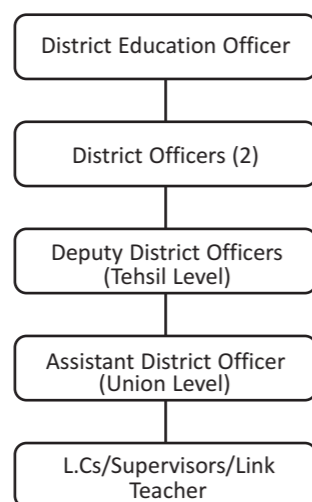 District Education Officer
District Officers (2)
Deputy District Officers
(Tehsil Level)
Assistant District Officer
(Union Level)
L.Cs/Supervisors/Link
Teacher